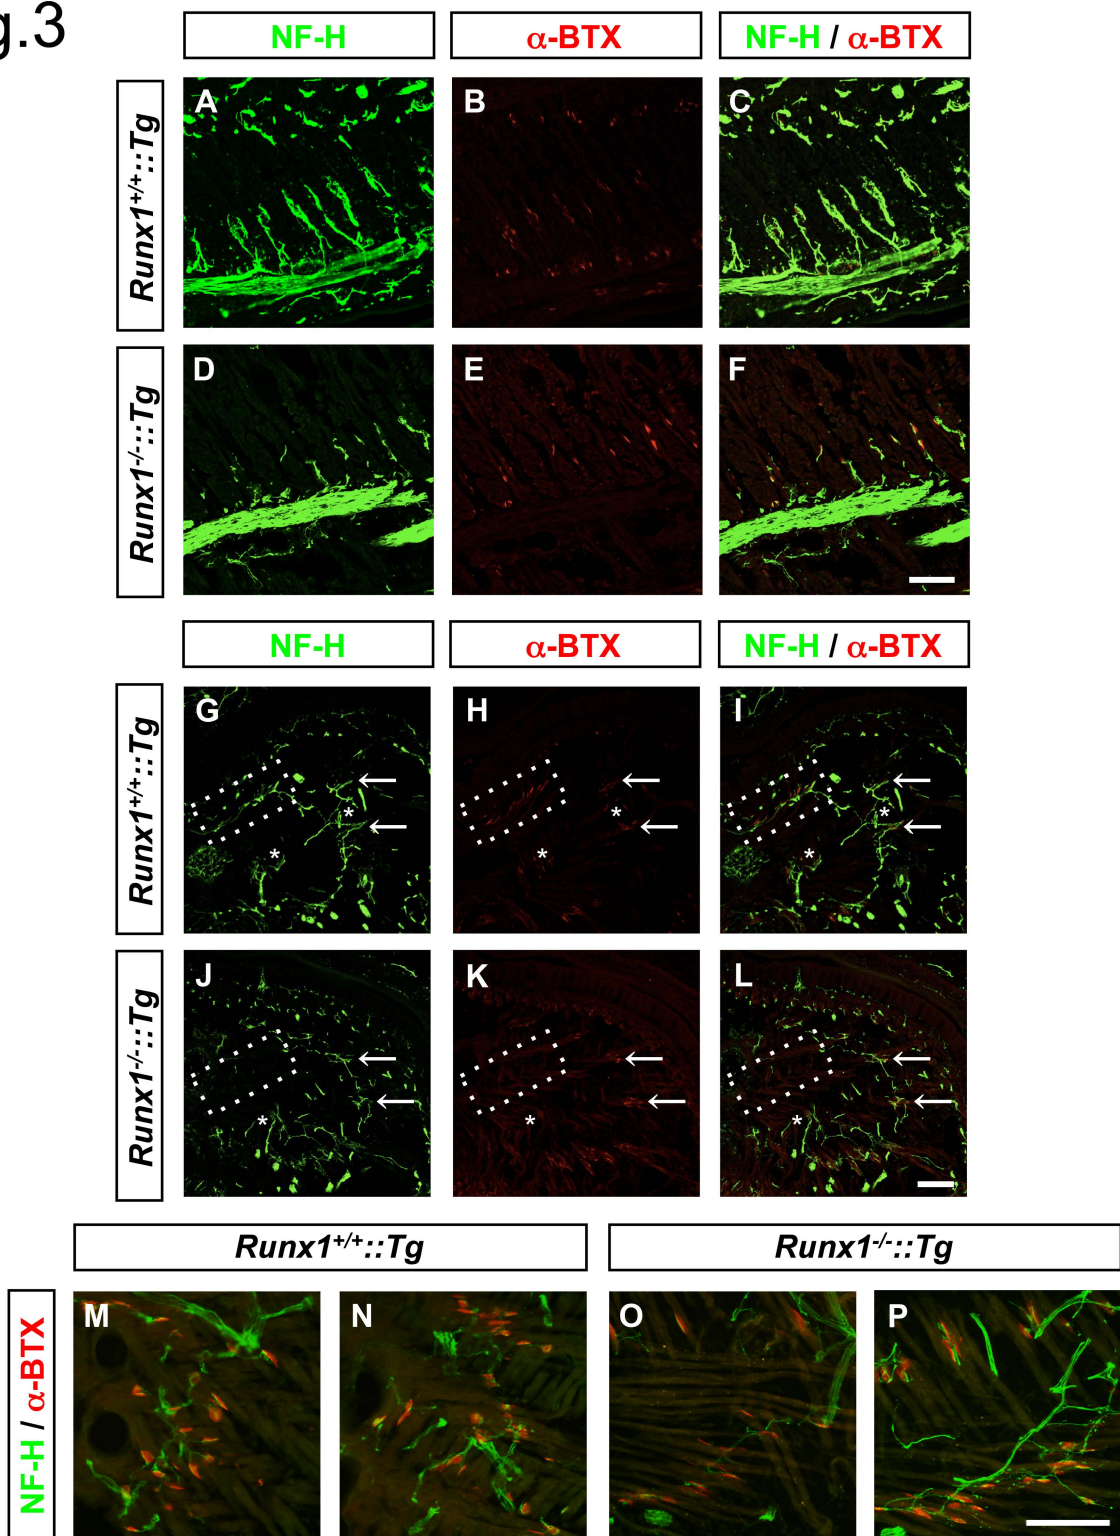 g.3
NF-H α-BTX NF-H / α-BTX
Runx1+/+::Tg
A B C
Runx1-/-::Tg
D E F
NF-H α-BTX NF-H / α-BTX
Runx1+/+::Tg
G H I
* *
* *
* *
Runx1-/-::Tg
J K L
* * *
Runx1+/+::Tg Runx1-/-::Tg
NF-H / α-BTX
M N O P